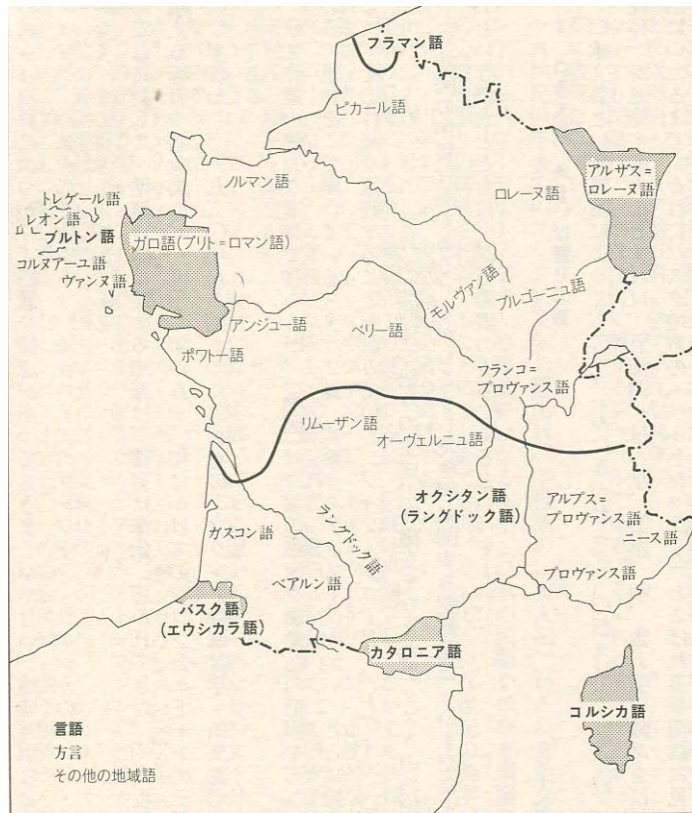 フラマン語
ピカール語
ノルマン語
ロレーヌ語
アルザス=
ロレーヌ語
トレゲール語
レオン語
ブルトン語
コルヌアーユ語
ヴァンヌ語
ガロ語(ブリト=ロマン語)
モルヴァン語
ブルゴーニュ語
アンジュー語
ベリー語
ポワトー語
フランコ=
プロヴァンス語
リムーザン語
オーヴェルニュ語
オクシタン語
(ラングドック語)
アルプス=
プロヴァンス語
ニース語
ガスコン語
ラングドック語
ベアルン語
プロヴァンス語
バスク語
(エウシカラ語)
カタロニア語
コルシカ語
言語
方言
その他の地域語